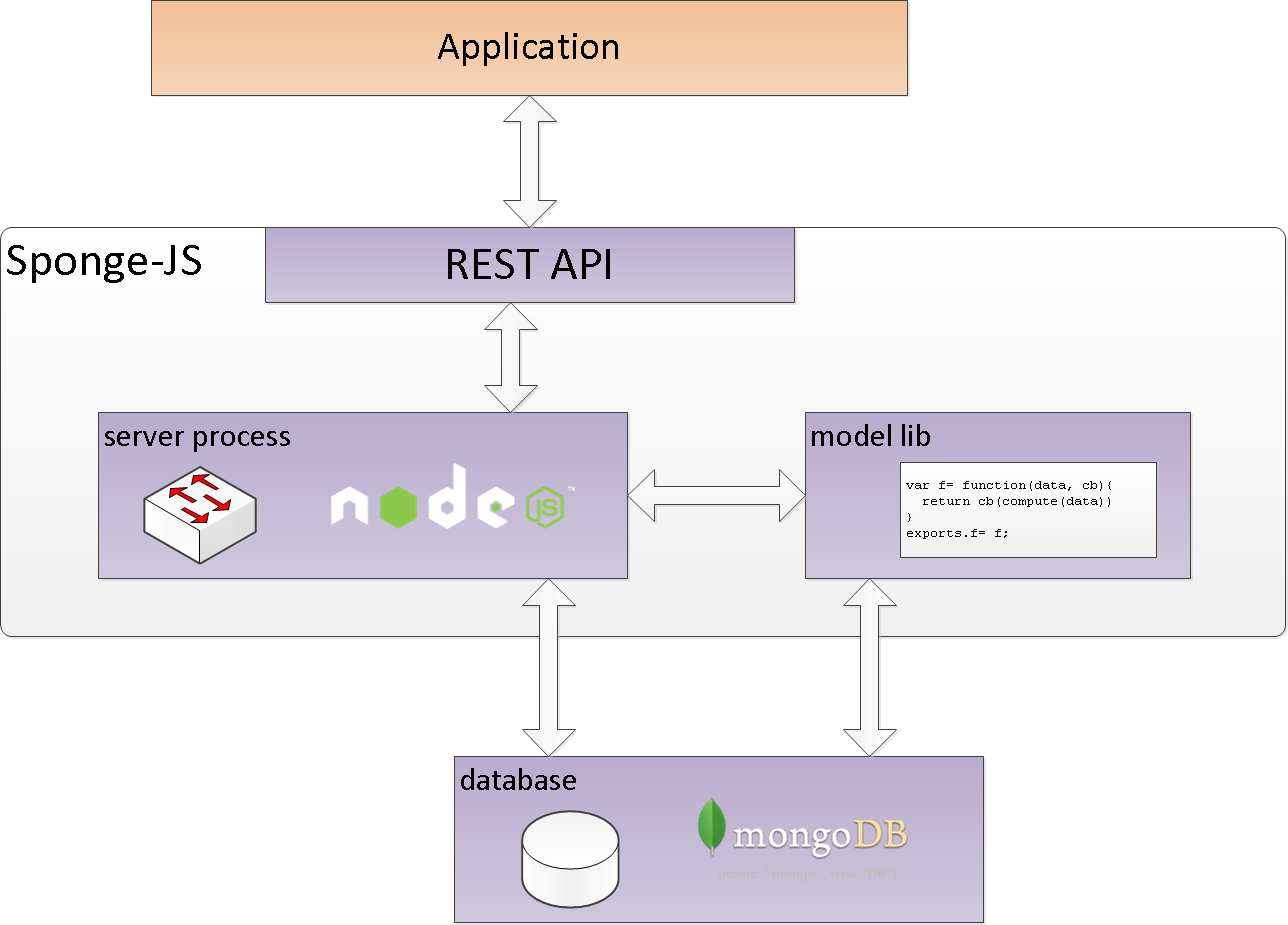 Application
Sponge-JS
REST API
server process
node
JS
™
model lib
var f= function(data, cb){
  return cb(compute(data))
}
exports.f= f;
database
mongoDB
{name: "mongo", type:"DB"}